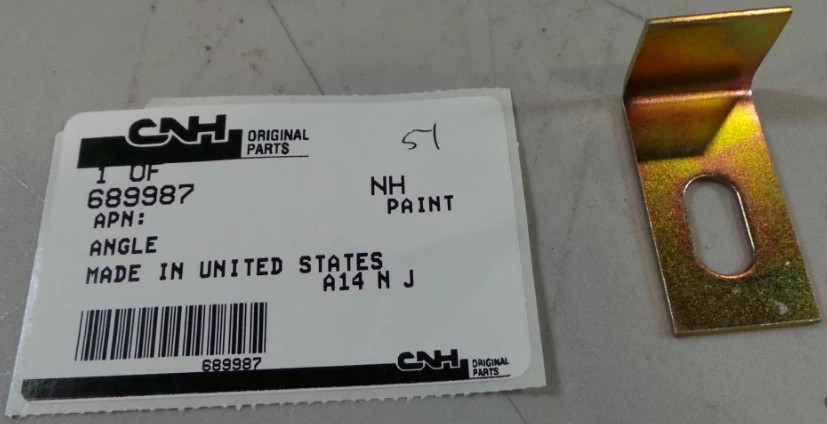 CNH ORIGINAL PARTS
51
1 OF
689987
NH
PAINT
APN:
ANGLE
MADE IN UNITED STATES
A14 N J
689987
CNH ORIGINAL PARTS